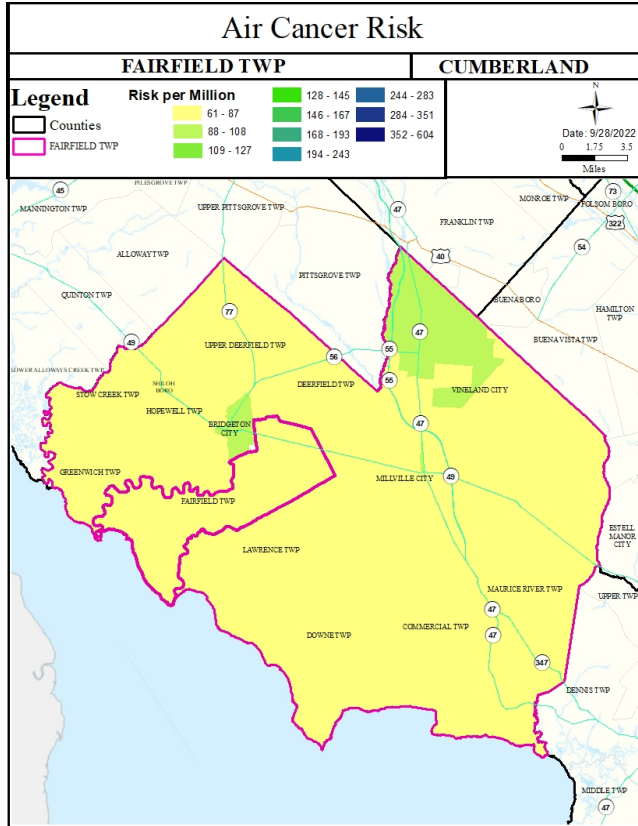 Air Cancer Risk
FAIRFIELD TWP
CUMBERLAND
Legend
Counties
FAIRFIELD TWP
Risk per Million
61 - 87
88 - 108
109 - 127
128 - 145
146 - 167
168 - 193
194 - 243
244 - 283
284 - 351
352 - 604
N
Date: 9/28/2022
0 1.75 3.5
Miles
PILESGROVE TWP
45
MANNINGTON TWP
UPPER PITTSGROVE TWP
47
FRANKLIN TWP
MONROE TWP
73
FOLSOM BORO
322
54
40
ALLOWAY TWP
PITTSGROVE TWP
QUINTON TWP
BUENA BORO
HAMILTON
TWP
77
49
47
BUENA VISTA TWP
UPPER DEERFIELD TWP
55
56
LOWER ALLOWAYS CREEK TWP
DEERFIELD TWP
55
SHILOH
BORO
STOW CREEK TWP
VINELAND CITY
HOPEWELL TWP
BRIDGETON
CITY
47
GREENWICH TWP
MILLVILLE CITY
49
FAIRFIELD TWP
ESTELL
MANOR
CITY
LAWRENCE TWP
MAURICE RIVER TWP
UPPER TWP
47
COMMERCIAL TWP
DOWNE TWP
47
347
DENNIS TWP
MIDDLE TWP
47